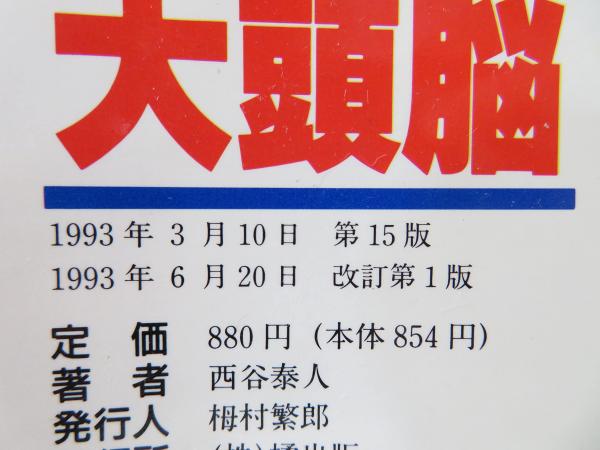 大頭脳
1993年 3 月10日 第15版
1993年 6 月20日 改訂第1版
定 価 880円 (本体854円)
著 者 西谷泰人
発行人 栂村繁郎